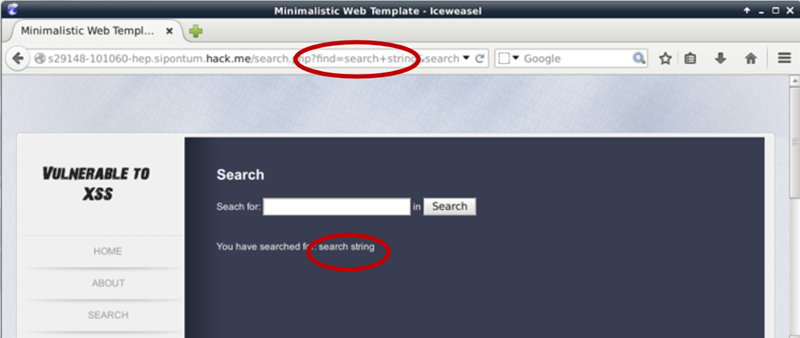 Minimalistic Web Template - Iceweasel
Minimalistic Web Templ...
s29148-101060-hep.sipontum.hack.me/search.php?find=search+string&search
Google
VULNERABLE TO
XSS
HOME
ABOUT
SEARCH
Search
Seach for: in Search
You have searched for: search string